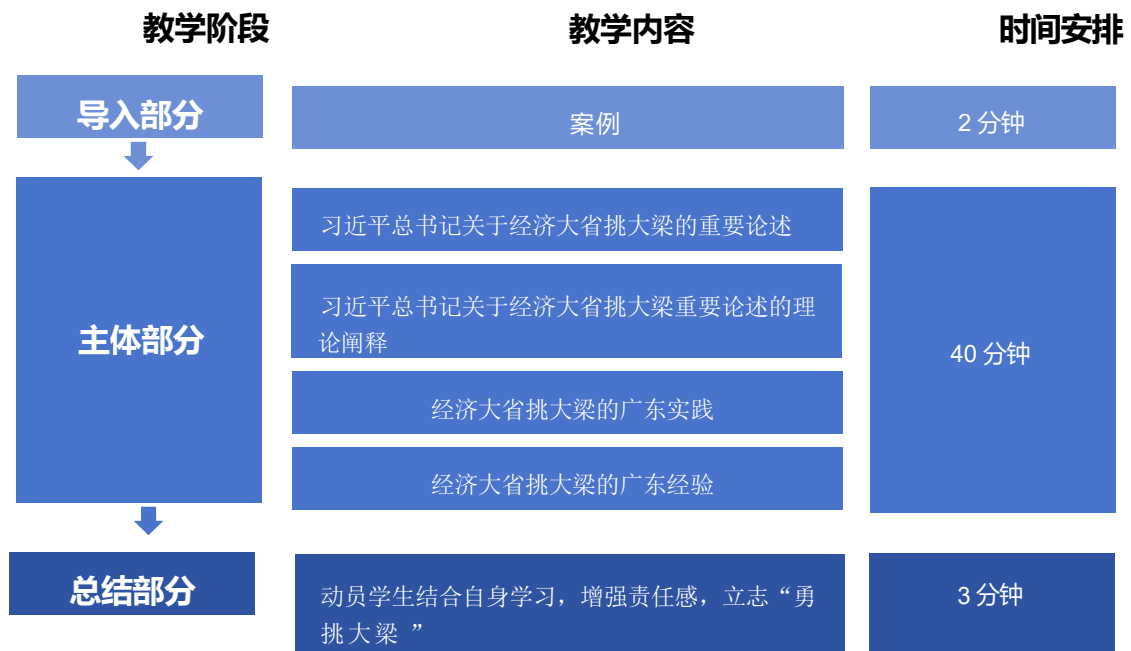 教学阶段 教学内容 时间安排
导入部分 案例 2 分钟
习近平总书记关于经济大省挑大梁的重要论述
习近平总书记关于经济大省挑大梁重要论述的理
论阐释
主体部分 40 分钟
经济大省挑大梁的广东实践
经济大省挑大梁的广东经验
总结部分 动员学生结合自身学习，增强责任感，立志“勇 3 分钟
挑大梁 ”